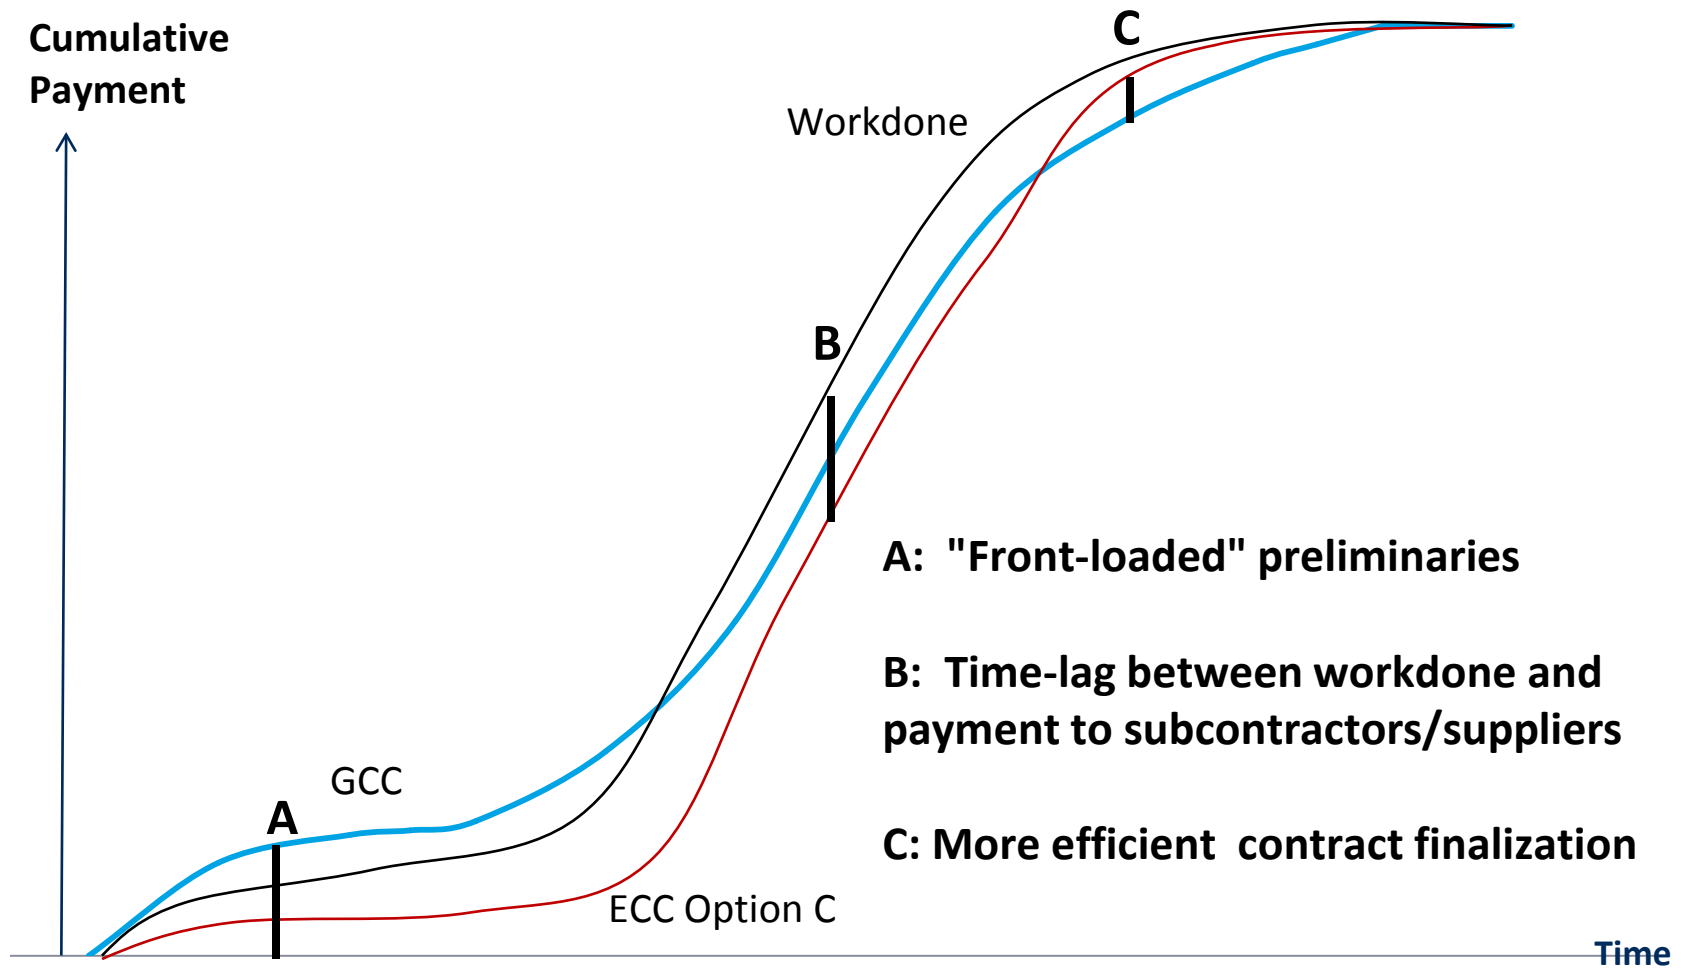 Cumulative
Payment
C
Workdone
B
A:  "Front-loaded" preliminaries
B:  Time-lag between workdone and
payment to subcontractors/suppliers
GCC
A
C: More efficient  contract finalization
ECC Option C
Time